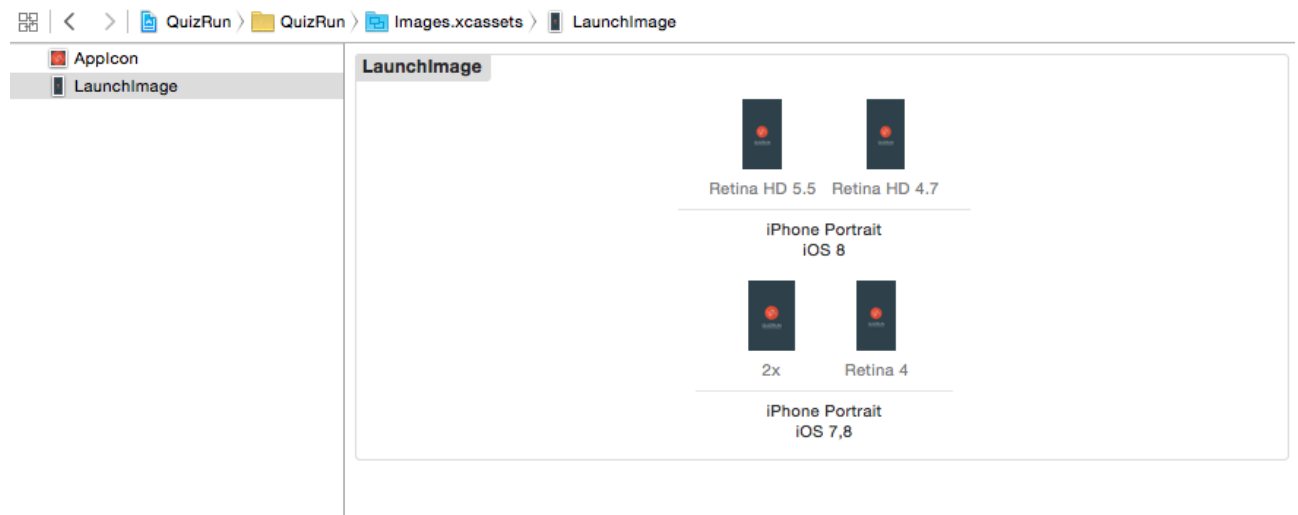 QuizRun QuizRun Images.xcassets LaunchImage
AppIcon
LaunchImage
LaunchImage
Retina HD 5.5 Retina HD 4.7
iPhone Portrait
iOS 8
2x Retina 4
iPhone Portrait
iOS 7,8